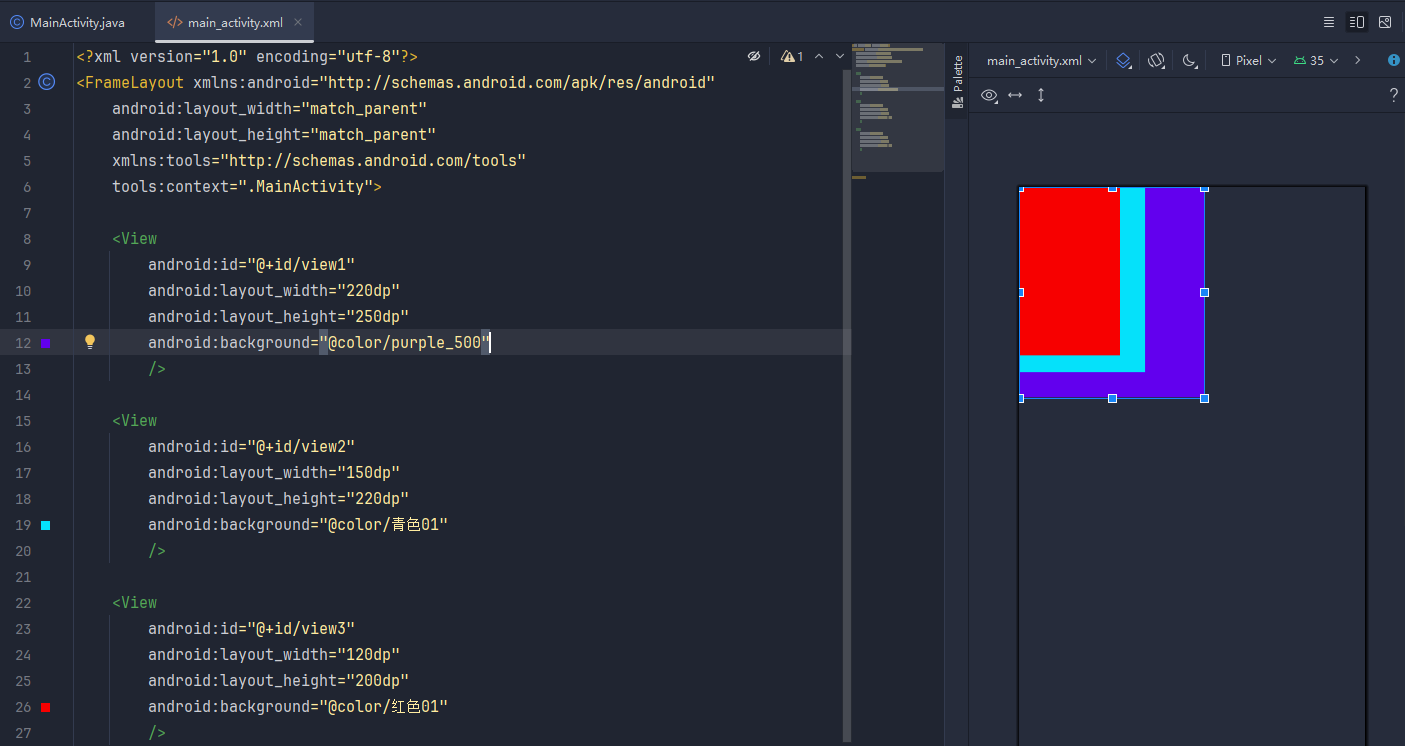 MainActivity.java
main_activity.xml
1 <?xml version="1.0" encoding="utf-8"?>
2 <FrameLayout xmlns:android="http://schemas.android.com/apk/res/android"
3 android:layout_width="match_parent"
4 android:layout_height="match_parent"
5 xmlns:tools="http://schemas.android.com/tools"
6 tools:context=".MainActivity">
7
8 <View
9 android:id="@+id/view1"
10 android:layout_width="220dp"
11 android:layout_height="250dp"
12 android:background="@color/purple_500"
13 />
14
15 <View
16 android:id="@+id/view2"
17 android:layout_width="150dp"
18 android:layout_height="220dp"
19 android:background="@color/青色01"
20 />
21
22 <View
23 android:id="@+id/view3"
24 android:layout_width="120dp"
25 android:layout_height="200dp"
26 android:background="@color/红色01"
27 />
1
Palette
main_activity.xml
Pixel
35
?